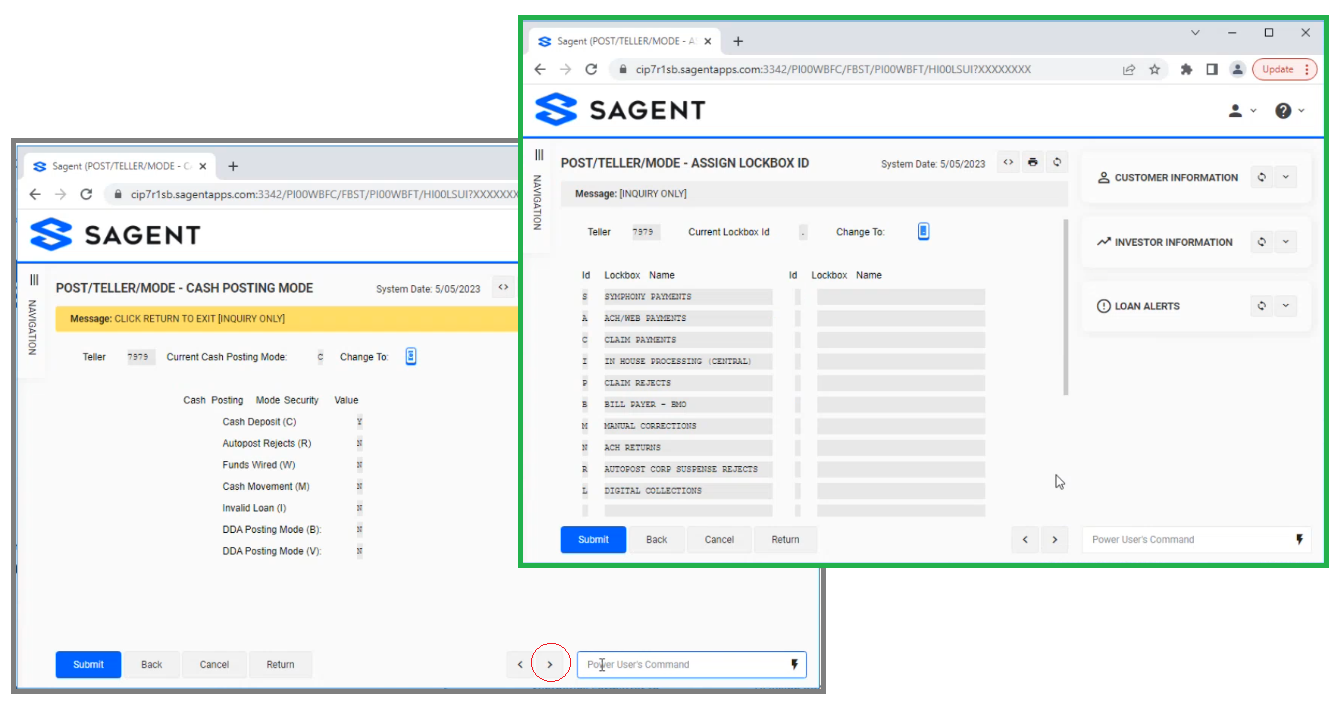 Sagent (POST/TELLER/MODE - A
cip7r1sb.sagentapps.com:3342/PI00WBFC/FBST/PI00WBFT/HI00LSUI?XXXXXXXX
Update
SAGENT
NAVIGATION
POST/TELLER/MODE - ASSIGN LOCKBOX ID
System Date: 5/05/2023
Message: [INQUIRY ONLY]
Teller 7979 Current Lockbox Id . Change To:
Id Lockbox Name Id Lockbox Name
S SYMPHONY PAYMENTS
A ACH/WEB PAYMENTS
C CLAIM PAYMENTS
I IN HOUSE PROCESSING (CENTRAL)
P CLAIM REJECTS
B BILL PAYER - BMO
M MANUAL CORRECTIONS
N ACH RETURNS
R AUTOPOST CORP SUSPENSE REJECTS
L DIGITAL COLLECTIONS
Submit Back Cancel Return < >
CUSTOMER INFORMATION
INVESTOR INFORMATION
LOAN ALERTS
Power User's Command
Sagent (POST/TELLER/MODE - C
cip7r1sb.sagentapps.com:3342/PI00WBFC/FBST/PI00WBFT/HI00LSUI?XXXXXX
SAGENT
NAVIGATION
POST/TELLER/MODE - CASH POSTING MODE
System Date: 5/05/2023
Message: CLICK RETURN TO EXIT [INQUIRY ONLY]
Teller 7979 Current Cash Posting Mode: C Change To:
Cash Posting Mode Security Value
Cash Deposit (C) Y
Autopost Rejects (R) N
Funds Wired (W) N
Cash Movement (M) N
Invalid Loan (I) N
DDA Posting Mode (B): N
DDA Posting Mode (V): N
Submit Back Cancel Return < >
Power User's Command